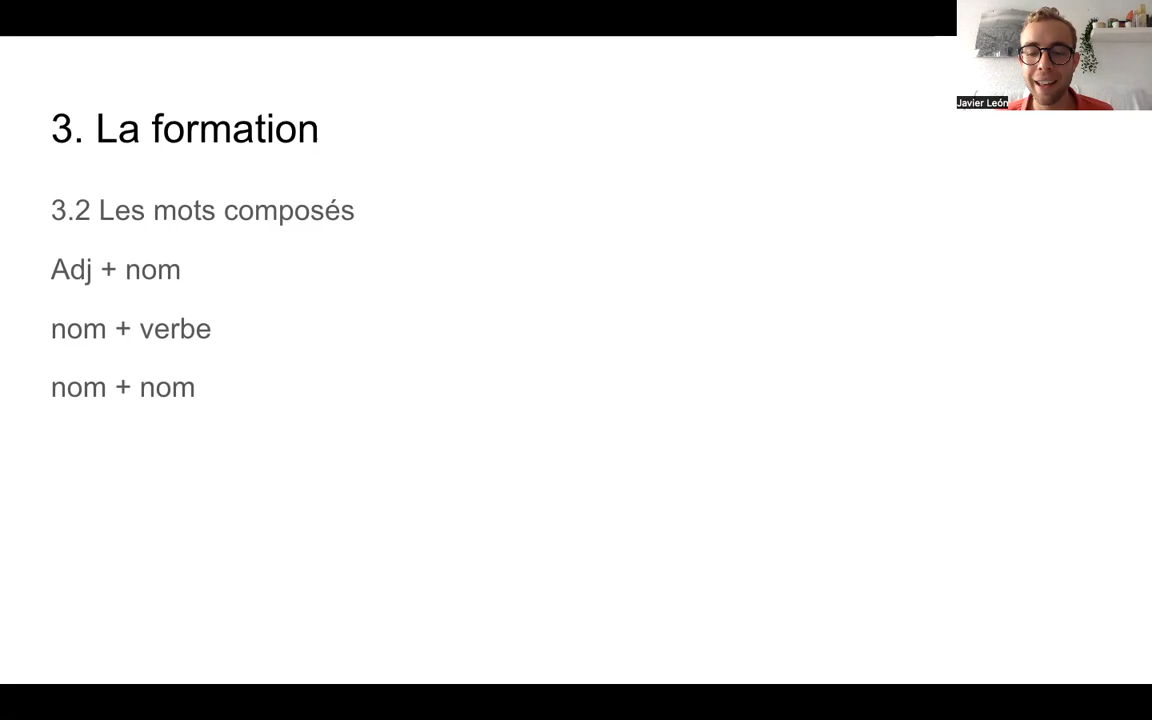 Javier León
3. La formation
3.2 Les mots composés
Adj + nom
nom + verbe
nom + nom